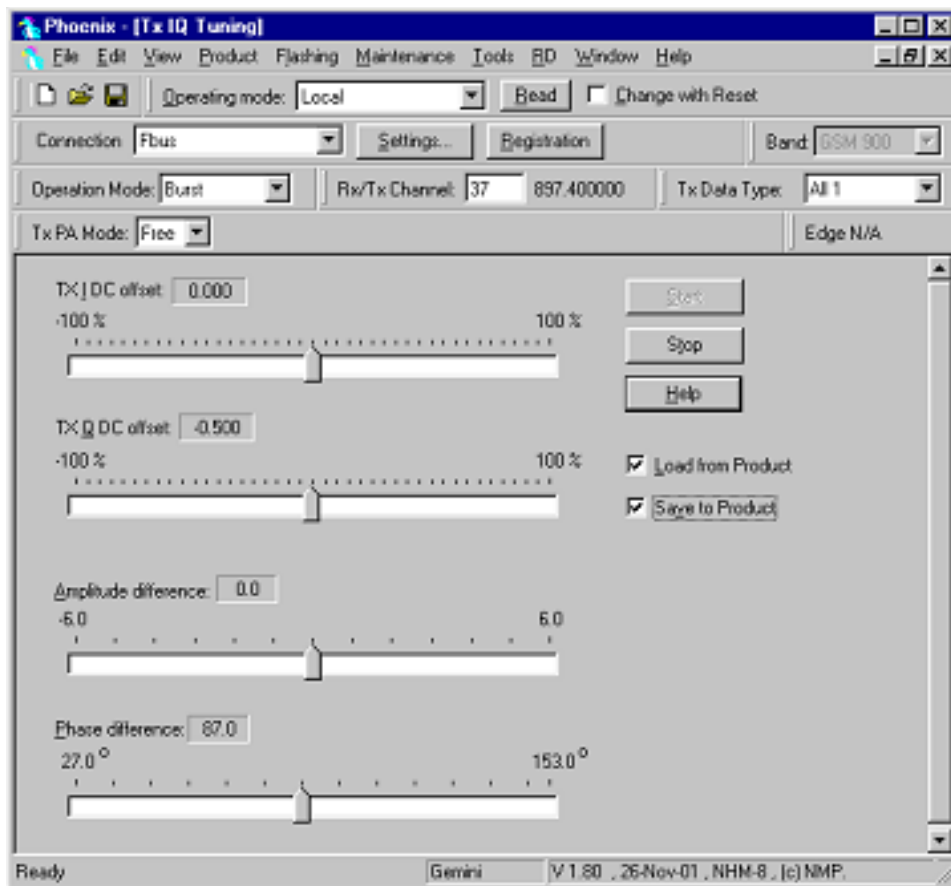 Phoenix - [Tx IQ Tuning]
File Edit View Product Flashing Maintenance Tools RD Window Help
Operating mode: Local Read Change with Reset
Connection Fbus Settings... Registration Band: GSM 900
Operation Mode: Burst Rx/Tx Channel: 37 897.400000 Tx Data Type: All 1
Tx PA Mode: Free Edge N/A
TX I DC offset: 0.000
-100 % 100 %
Start
Stop
Help
TX Q DC offset: -0.500
-100 % 100 %
Load from Product
Save to Product
Amplitude difference: 0.0
-6.0 6.0
Phase difference: 87.0
27.0° 153.0°
Ready Gemini V 1.80 , 26-Nov-01 , NHM-8 , (c) NMP.